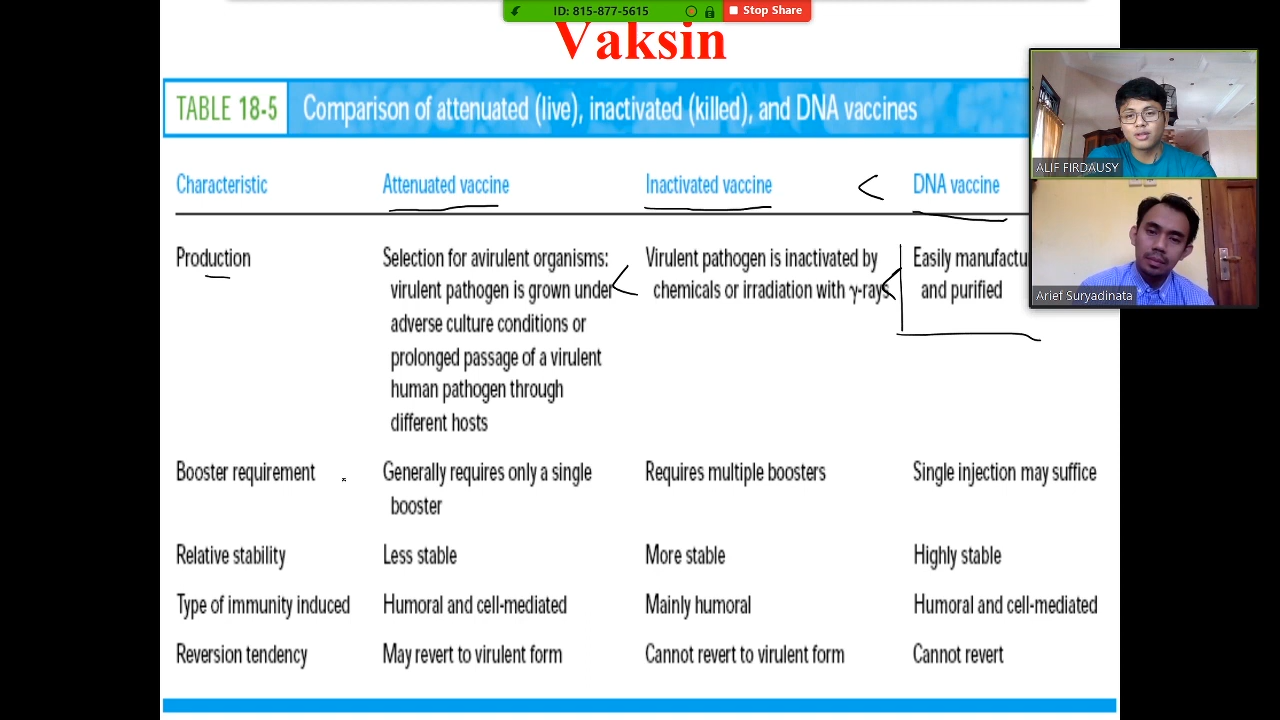 ID: 815-877-5615
Stop Share
Vaksin
TABLE 18-5 Comparison of attenuated (live), inactivated (killed), and DNA vaccines
Characteristic Attenuated vaccine Inactivated vaccine < DNA vaccine
Production Selection for avirulent organisms: Virulent pathogen is inactivated by Easily manufactu
virulent pathogen is grown under < chemicals or irradiation with γ-rays < and purified
adverse culture conditions or
prolonged passage of a virulent
human pathogen through
different hosts
Booster requirement Generally requires only a single Requires multiple boosters Single injection may suffice
booster
Relative stability Less stable More stable Highly stable
Type of immunity induced Humoral and cell-mediated Mainly humoral Humoral and cell-mediated
Reversion tendency May revert to virulent form Cannot revert to virulent form Cannot revert
ALIF FIRDAUSY
Arief Suryadinata